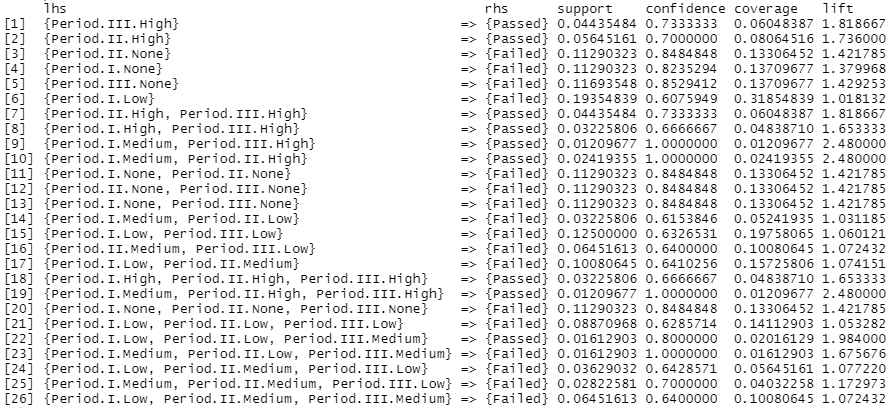 lhs rhs support confidence coverage lift
[1] {Period.III.High} => {Passed} 0.04435484 0.7333333 0.06048387 1.818667
[2] {Period.II.High} => {Passed} 0.05645161 0.7000000 0.08064516 1.736000
[3] {Period.II.None} => {Failed} 0.11290323 0.8484848 0.13306452 1.421785
[4] {Period.I.None} => {Failed} 0.11290323 0.8235294 0.13709677 1.379968
[5] {Period.III.None} => {Failed} 0.11693548 0.8529412 0.13709677 1.429253
[6] {Period.I.Low} => {Failed} 0.19354839 0.6075949 0.31854839 1.018132
[7] {Period.II.High, Period.III.High} => {Passed} 0.04435484 0.7333333 0.06048387 1.818667
[8] {Period.I.High, Period.III.High} => {Passed} 0.03225806 0.6666667 0.04838710 1.653333
[9] {Period.I.Medium, Period.III.High} => {Passed} 0.01209677 1.0000000 0.01209677 2.480000
[10] {Period.I.Medium, Period.II.High} => {Passed} 0.02419355 1.0000000 0.02419355 2.480000
[11] {Period.I.None, Period.II.None} => {Failed} 0.11290323 0.8484848 0.13306452 1.421785
[12] {Period.II.None, Period.III.None} => {Failed} 0.11290323 0.8484848 0.13306452 1.421785
[13] {Period.I.None, Period.III.None} => {Failed} 0.11290323 0.8484848 0.13306452 1.421785
[14] {Period.I.Medium, Period.II.Low} => {Failed} 0.03225806 0.6153846 0.05241935 1.031185
[15] {Period.I.Low, Period.III.Low} => {Failed} 0.12500000 0.6326531 0.19758065 1.060121
[16] {Period.II.Medium, Period.III.Low} => {Failed} 0.06451613 0.6400000 0.10080645 1.072432
[17] {Period.I.Low, Period.II.Medium} => {Failed} 0.10080645 0.6410256 0.15725806 1.074151
[18] {Period.I.High, Period.II.High, Period.III.High} => {Passed} 0.03225806 0.6666667 0.04838710 1.653333
[19] {Period.I.Medium, Period.II.High, Period.III.High} => {Passed} 0.01209677 1.0000000 0.01209677 2.480000
[20] {Period.I.None, Period.II.None, Period.III.None} => {Failed} 0.11290323 0.8484848 0.13306452 1.421785
[21] {Period.I.Low, Period.II.Low, Period.III.Low} => {Failed} 0.08870968 0.6285714 0.14112903 1.053282
[22] {Period.I.Low, Period.II.Low, Period.III.Medium} => {Passed} 0.01612903 0.8000000 0.02016129 1.984000
[23] {Period.I.Medium, Period.II.Low, Period.III.Medium} => {Failed} 0.01612903 1.0000000 0.01612903 1.675676
[24] {Period.I.Low, Period.II.Medium, Period.III.Low} => {Failed} 0.03629032 0.6428571 0.05645161 1.077220
[25] {Period.I.Medium, Period.II.Medium, Period.III.Low} => {Failed} 0.02822581 0.7000000 0.04032258 1.172973
[26] {Period.I.Low, Period.II.Medium, Period.III.Medium} => {Failed} 0.06451613 0.6400000 0.10080645 1.072432